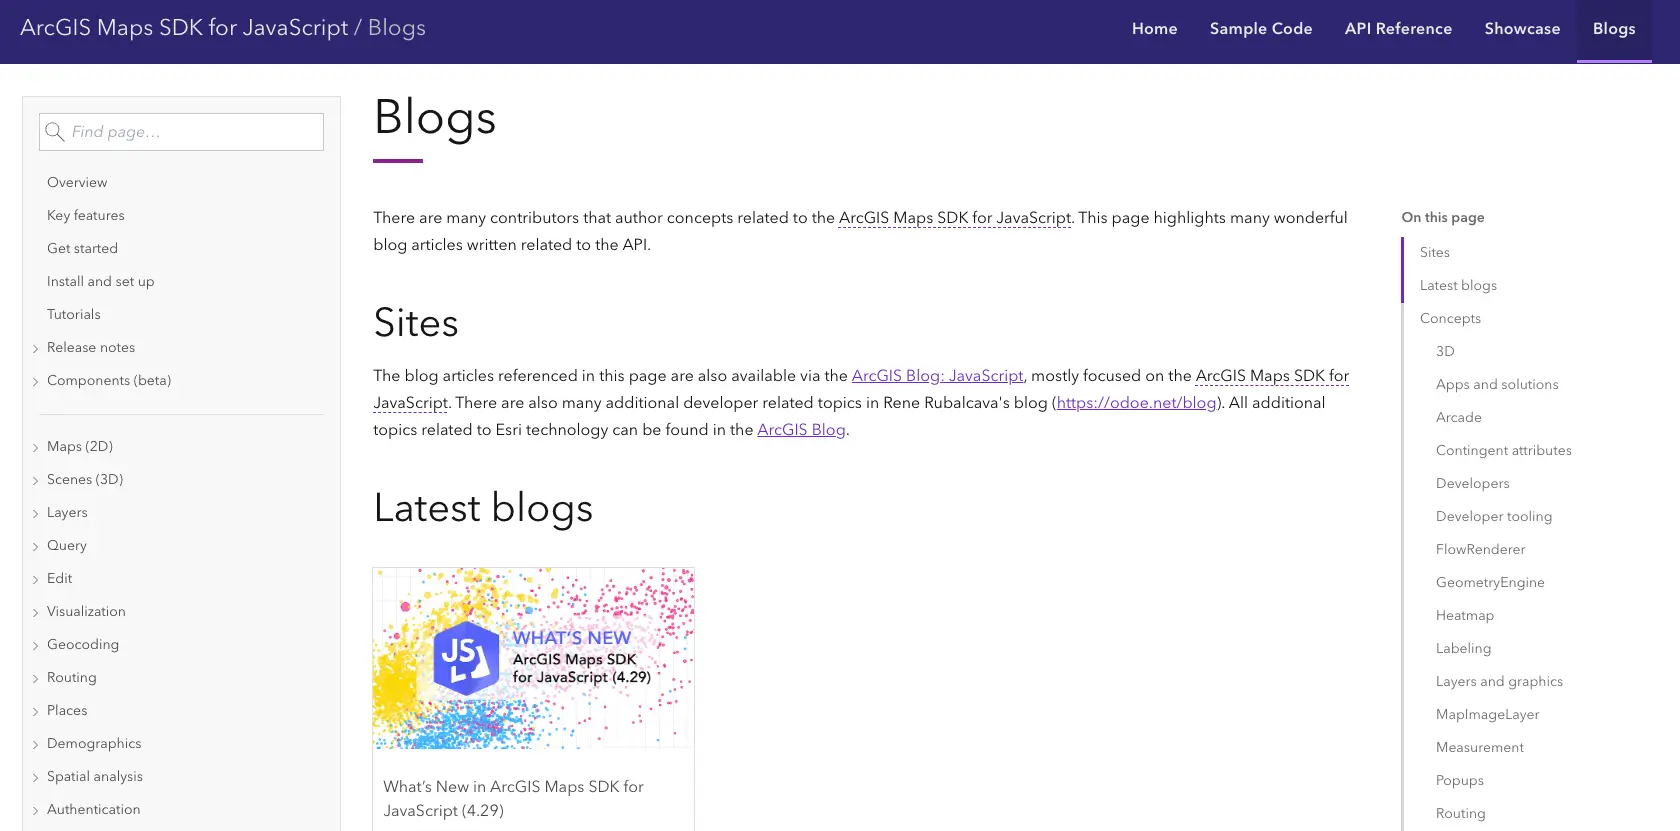 ArcGIS Maps SDK for JavaScript / Blogs
Home Sample Code API Reference Showcase Blogs
Find page...
Overview
Key features
Get started
Install and set up
Tutorials
Release notes
Components (beta)
Maps (2D)
Scenes (3D)
Layers
Query
Edit
Visualization
Geocoding
Routing
Places
Demographics
Spatial analysis
Authentication
Blogs
There are many contributors that author concepts related to the ArcGIS Maps SDK for JavaScript. This page highlights many wonderful
blog articles written related to the API.
Sites
The blog articles referenced in this page are also available via the ArcGIS Blog: JavaScript, mostly focused on the ArcGIS Maps SDK for
JavaScript. There are also many additional developer related topics in Rene Rubalcava's blog (https://odoe.net/blog). All additional
topics related to Esri technology can be found in the ArcGIS Blog.
Latest blogs
JS
WHAT'S NEW
ArcGIS Maps SDK
for JavaScript (4.29)
What’s New in ArcGIS Maps SDK for
JavaScript (4.29)
On this page
Sites
Latest blogs
Concepts
3D
Apps and solutions
Arcade
Contingent attributes
Developers
Developer tooling
FlowRenderer
GeometryEngine
Heatmap
Labeling
Layers and graphics
MapImageLayer
Measurement
Popups
Routing